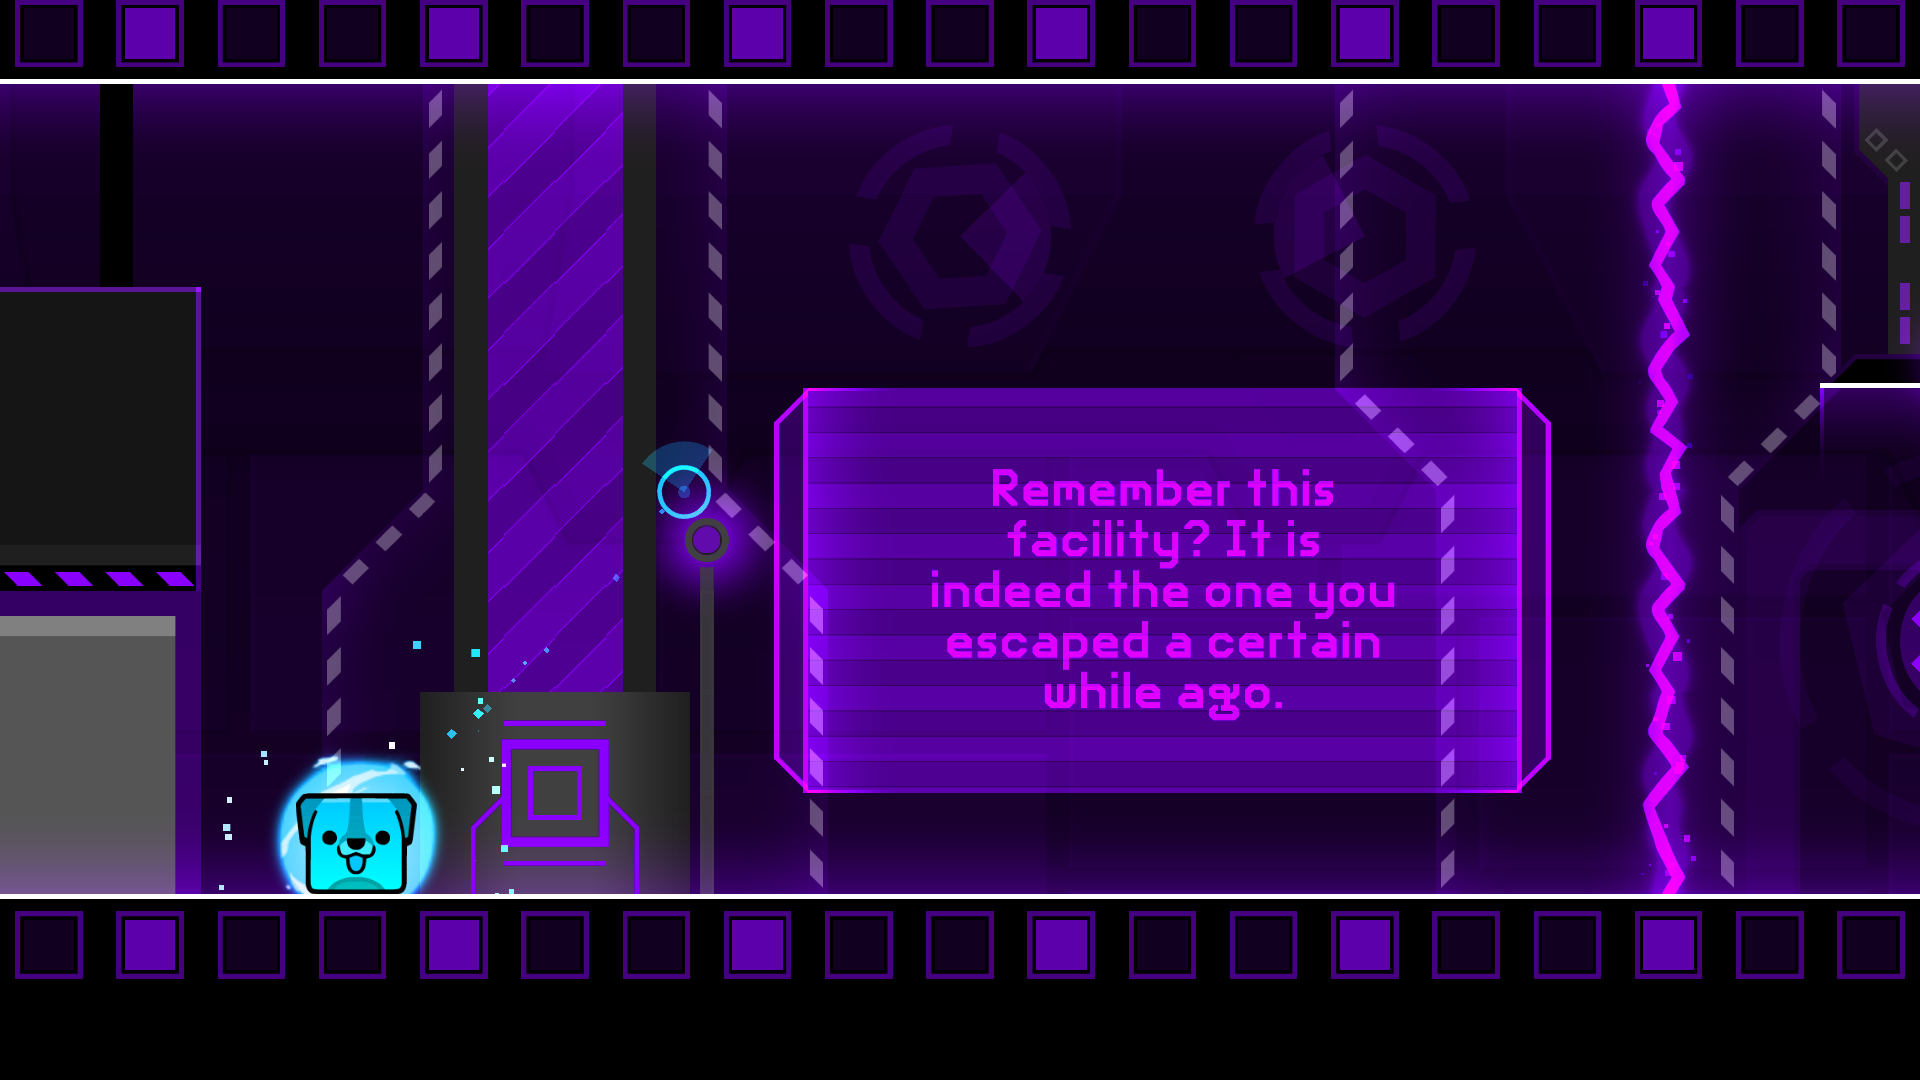 Remember this
facility? It is
indeed the one you
escaped a certain
while ago.